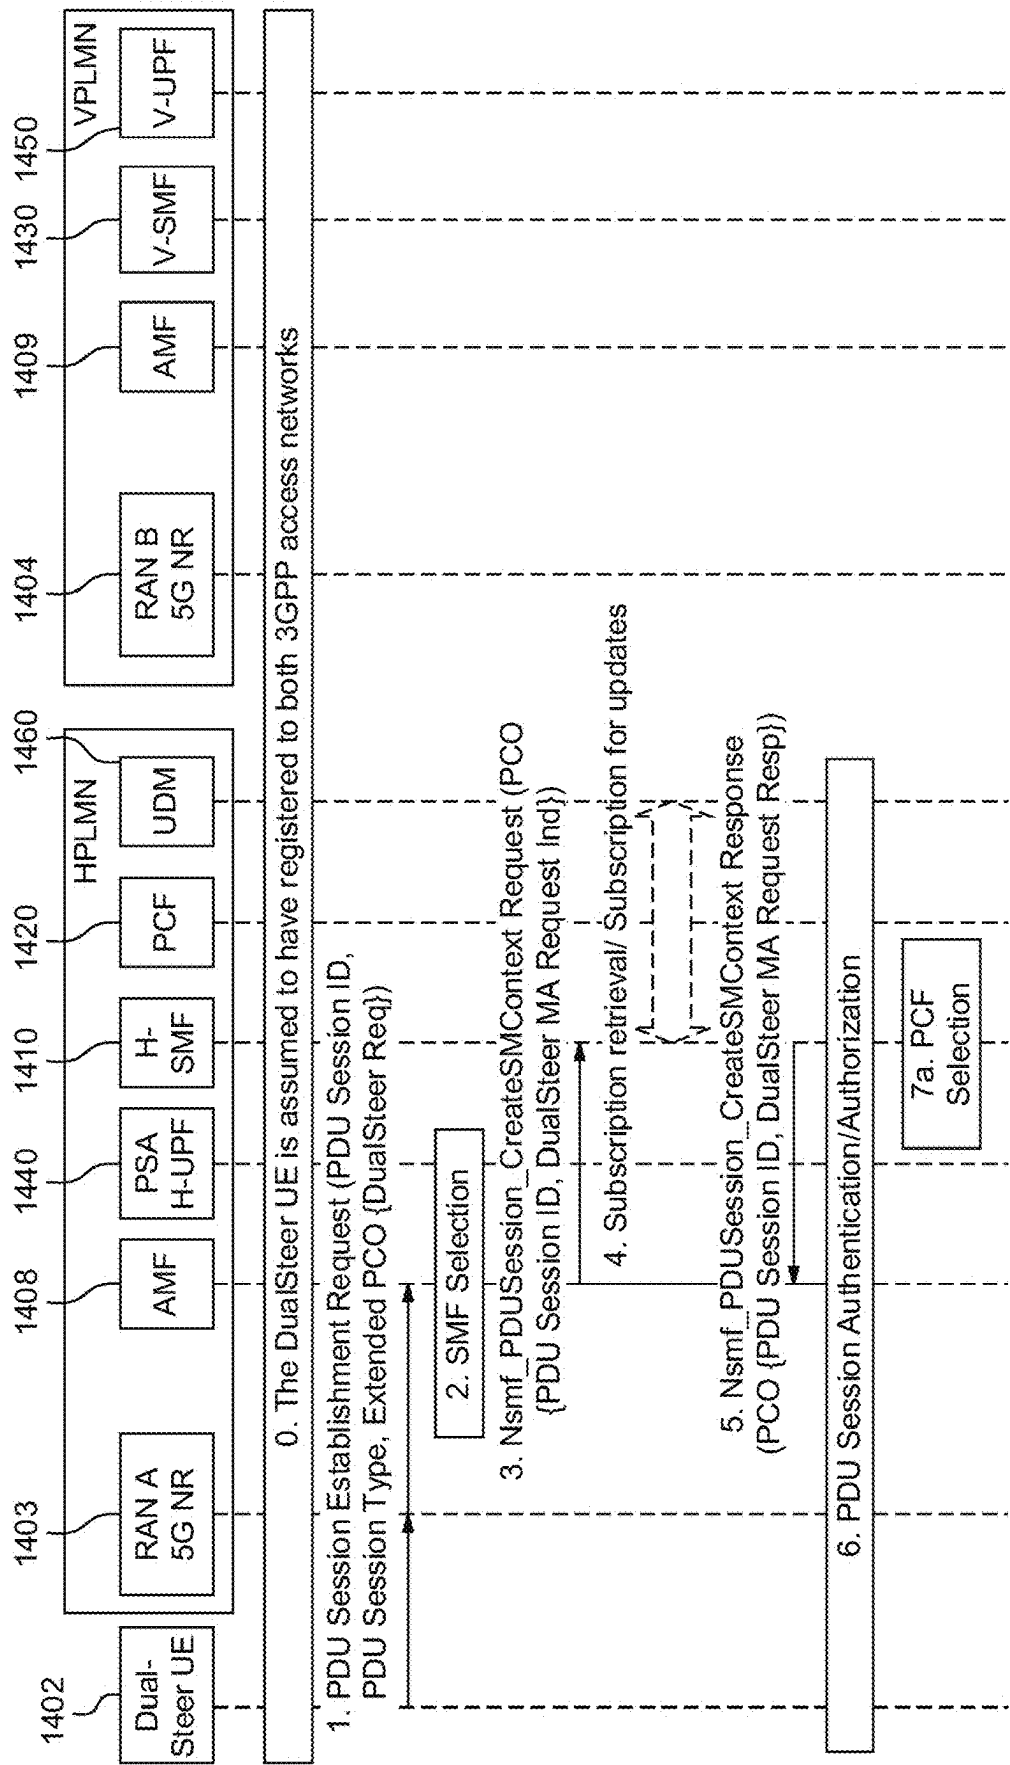 1402
1403
1408
1440
1410
1420
1460
1404
1409
1430
1450
HPLMN
VPLMN
Dual-
Steer UE
RAN A
5G NR
AMF
PSA
H-UPF
H-
SMF
PCF
UDM
RAN B
5G NR
AMF
V-SMF
V-UPF
0. The DualSteer UE is assumed to have registered to both 3GPP access networks
1. PDU Session Establishment Request (PDU Session ID,
PDU Session Type, Extended PCO {DualSteer Req})
2. SMF Selection
3. Nsmf_PDUSession_CreateSMContext Request (PCO
{PDU Session ID, DualSteer MA Request Ind})
4. Subscription retrieval/ Subscription for updates
5. Nsmf_PDUSession_CreateSMContext Response
(PCO {PDU Session ID, DualSteer MA Request Resp})
6. PDU Session Authentication/Authorization
7a. PCF
Selection